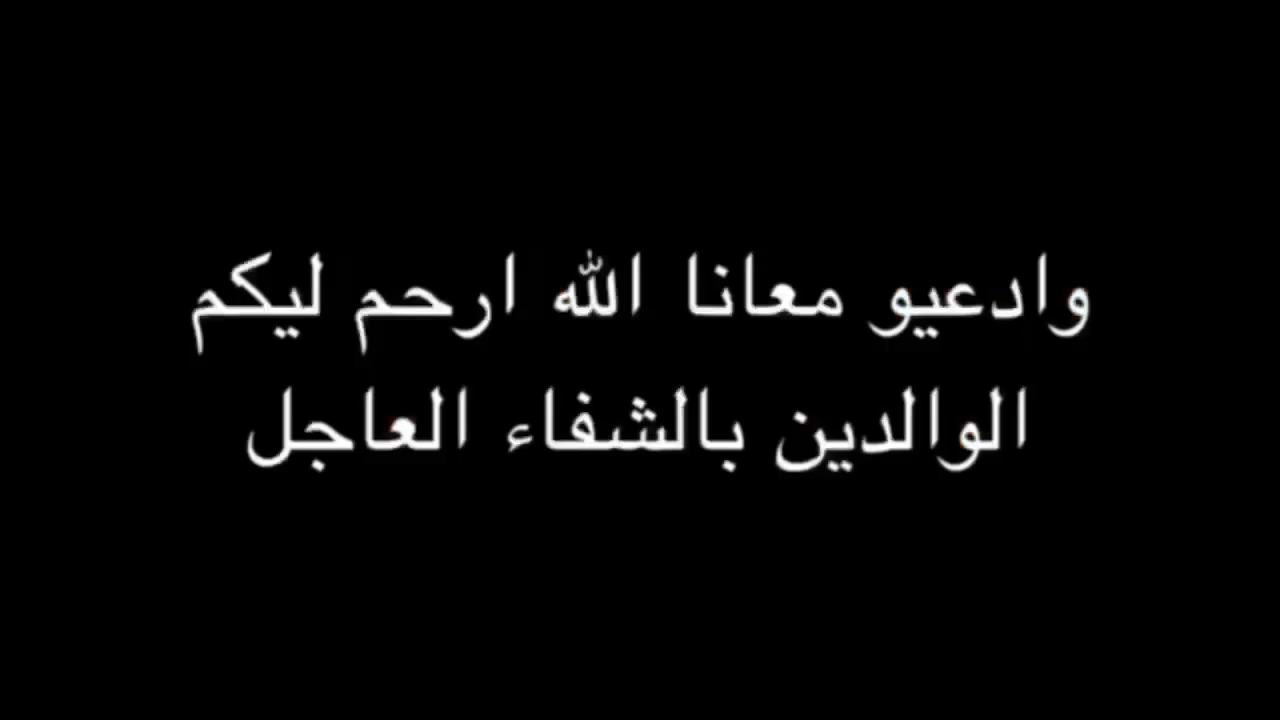 وادعيو معانا الله ارحم ليكم
الوالدين بالشفاء العاجل